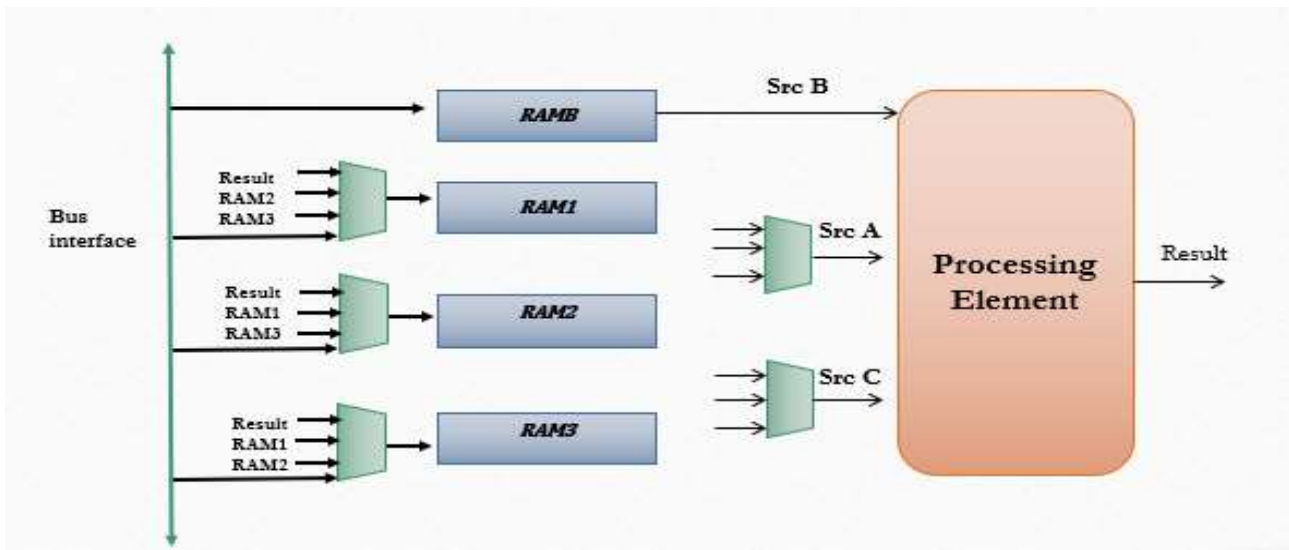 Src B
RAMB
Result
RAM2
RAM3
RAM1
Bus
interface
Src A
Processing
Element
Result
Result
RAM1
RAM3
RAM2
Src C
Result
RAM1
RAM2
RAM3